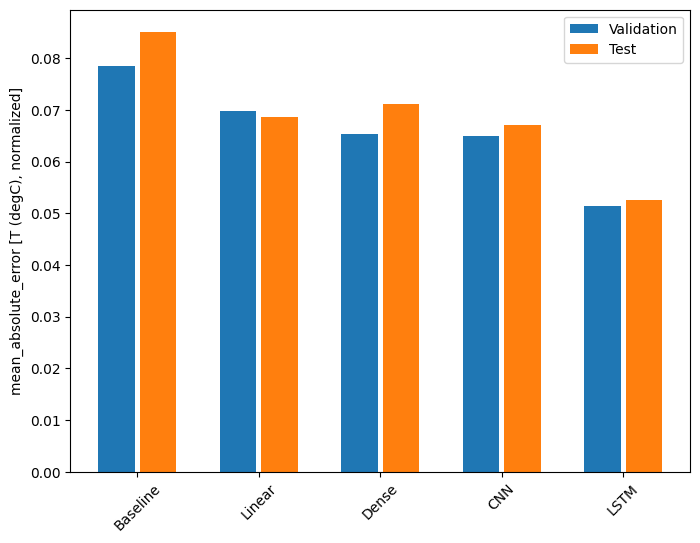 Validation
Test
mean_absolute_error [T (degC), normalized]
0.08
0.07
0.06
0.05
0.04
0.03
0.02
0.01
0.00
Baseline
Linear
Dense
CNN
LSTM